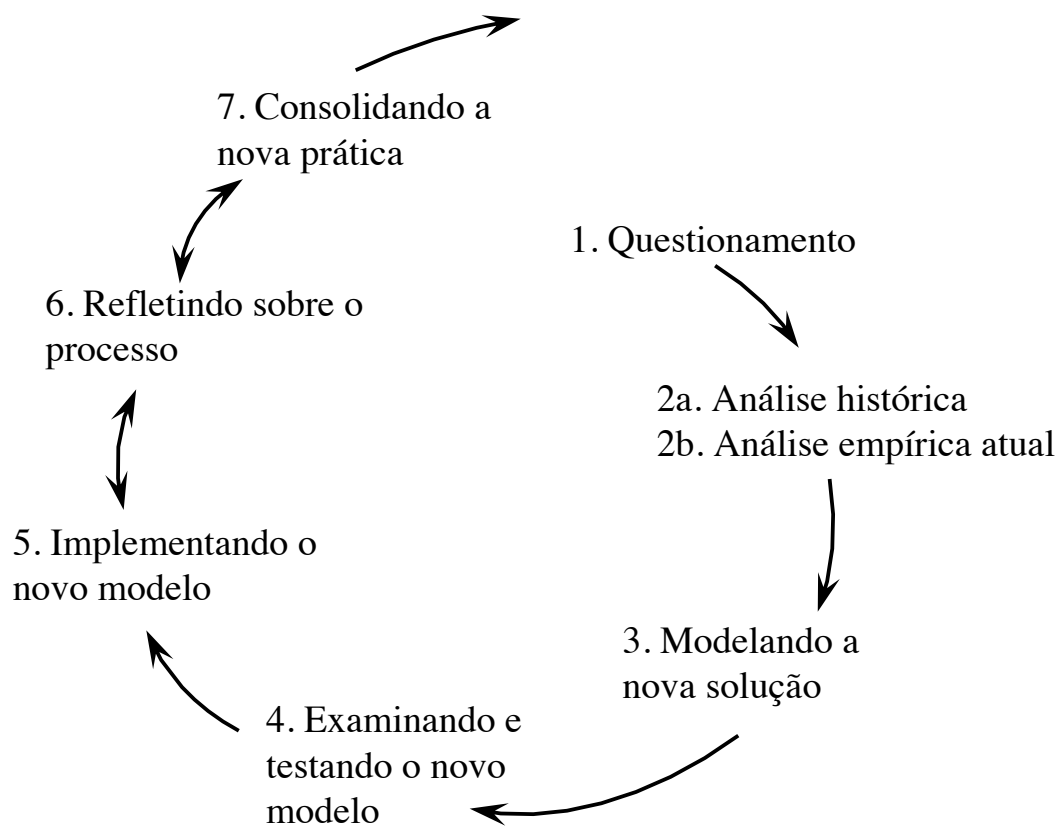 1. Questionamento
2a. Análise histórica
2b. Análise empírica atual
3. Modelando a
nova solução
4. Examinando e
testando o novo
modelo
5. Implementando o
novo modelo
6. Refletindo sobre o
processo
7. Consolidando a
nova prática